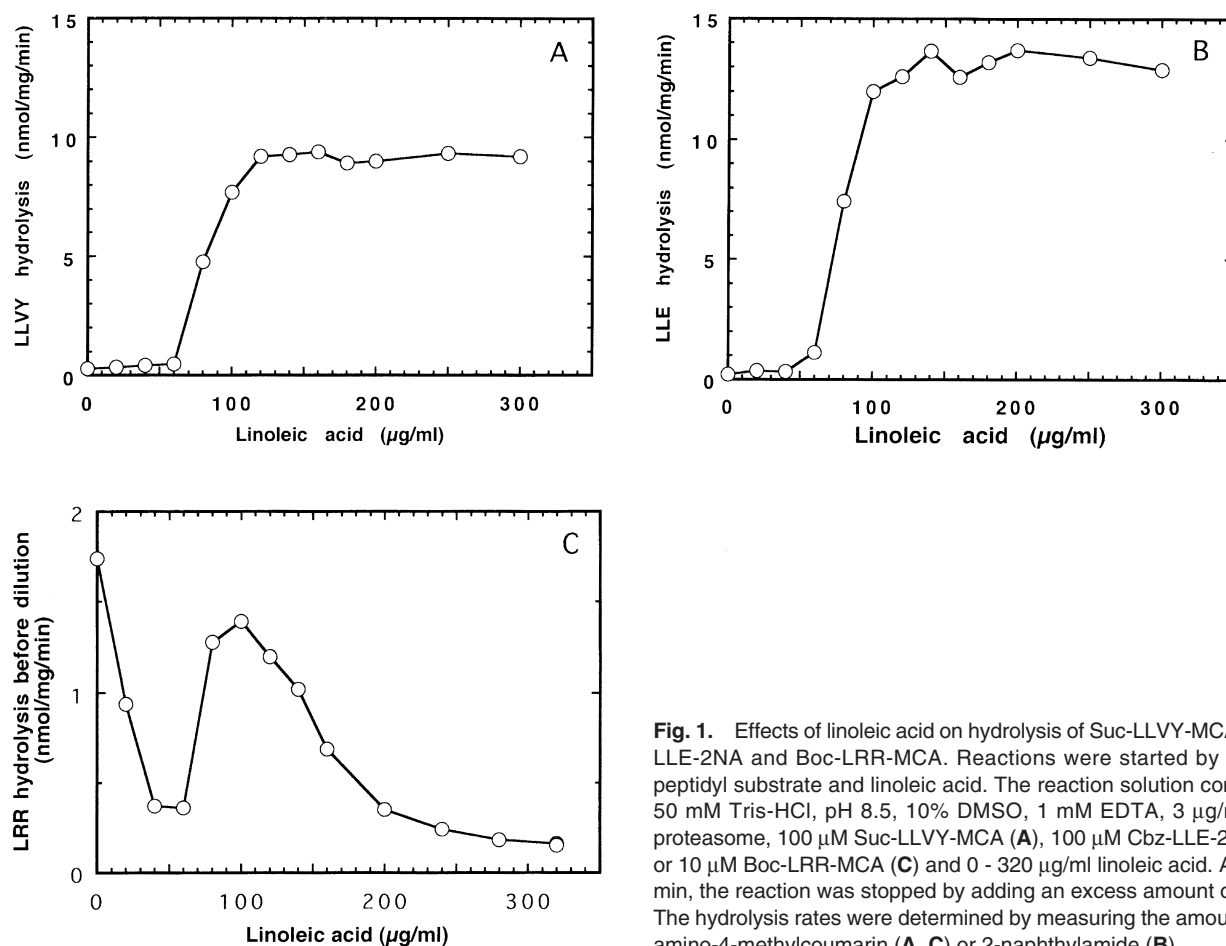 15
A
10
5
0
LLVY hydrolysis (nmol/mg/min)
0 100 200 300
Linoleic acid (µg/ml)
15
B
10
5
0
LLE hydrolysis (nmol/mg/min)
0 100 200 300
Linoleic acid (µg/ml)
2
C
1
0
LRR hydrolysis before dilution
(nmol/mg/min)
0 100 200 300
Linoleic acid (µg/ml)
Fig. 1. Effects of linoleic acid on hydrolysis of Suc-LLVY-MCA
LLE-2NA and Boc-LRR-MCA. Reactions were started by
peptidyl substrate and linoleic acid. The reaction solution
50 mM Tris-HCl, pH 8.5, 10% DMSO, 1 mM EDTA, 3
proteasome, 100 µM Suc-LLVY-MCA (A), 100 µM
or 10 µM Boc-LRR-MCA (C) and 0 - 320 µg/ml linoleic acid.
min, the reaction was stopped by adding an excess amount
The hydrolysis rates were determined by measuring the
amino-4-methylcoumarin (A, C) or 2-naphthylamide (B).